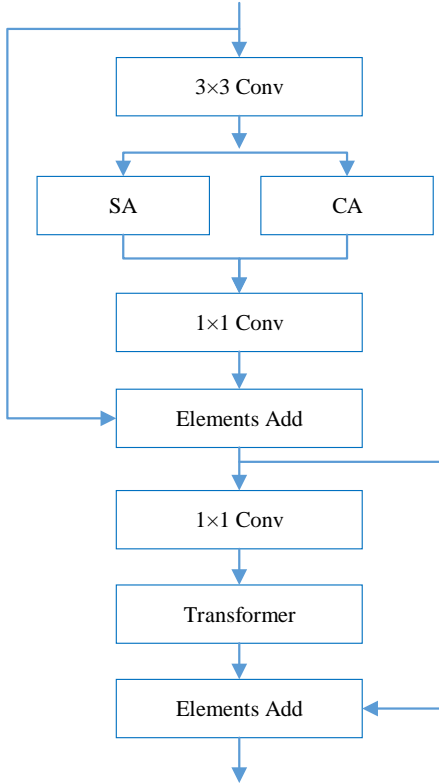 3×3 Conv
SA
CA
1×1 Conv
Elements Add
1×1 Conv
Transformer
Elements Add